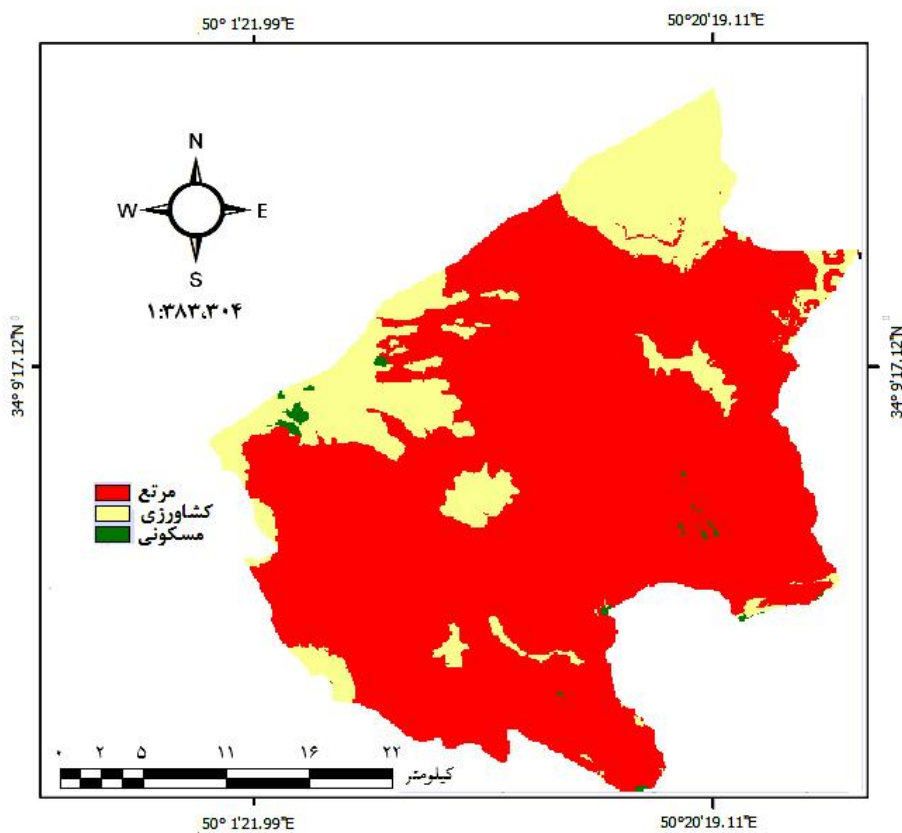 50° 1'21.99"E
50°20'19.11"E
N
W
E
S
۱:۳۸۳،۳۰۴
34° 9'17.12"N
34° 9'17.12"N
مرتع
کشاورزی
مسکونی
۰ ۲ ۵ ۱۱ ۱۶ ۲۲
کیلومتر
50° 1'21.99"E
50°20'19.11"E